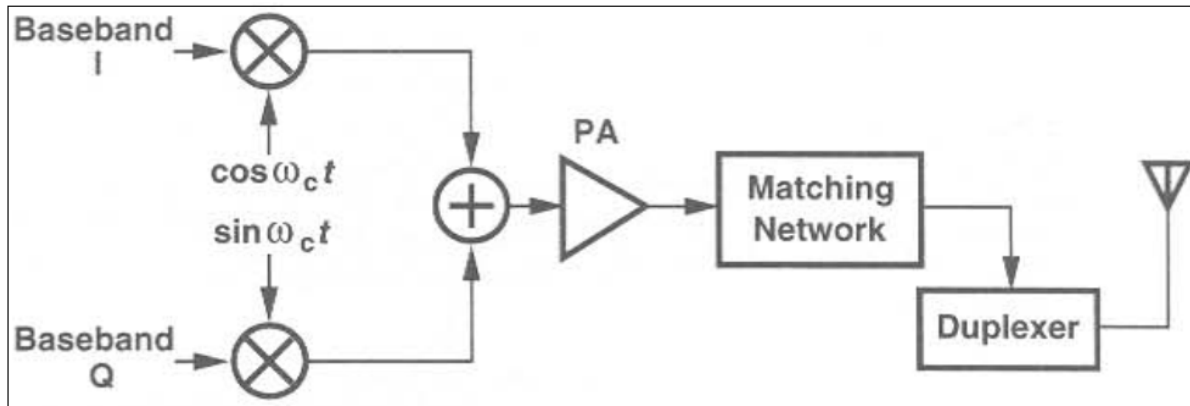 Baseband
I
cos ω_c t
sin ω_c t
Baseband
Q
PA
Matching
Network
Duplexer